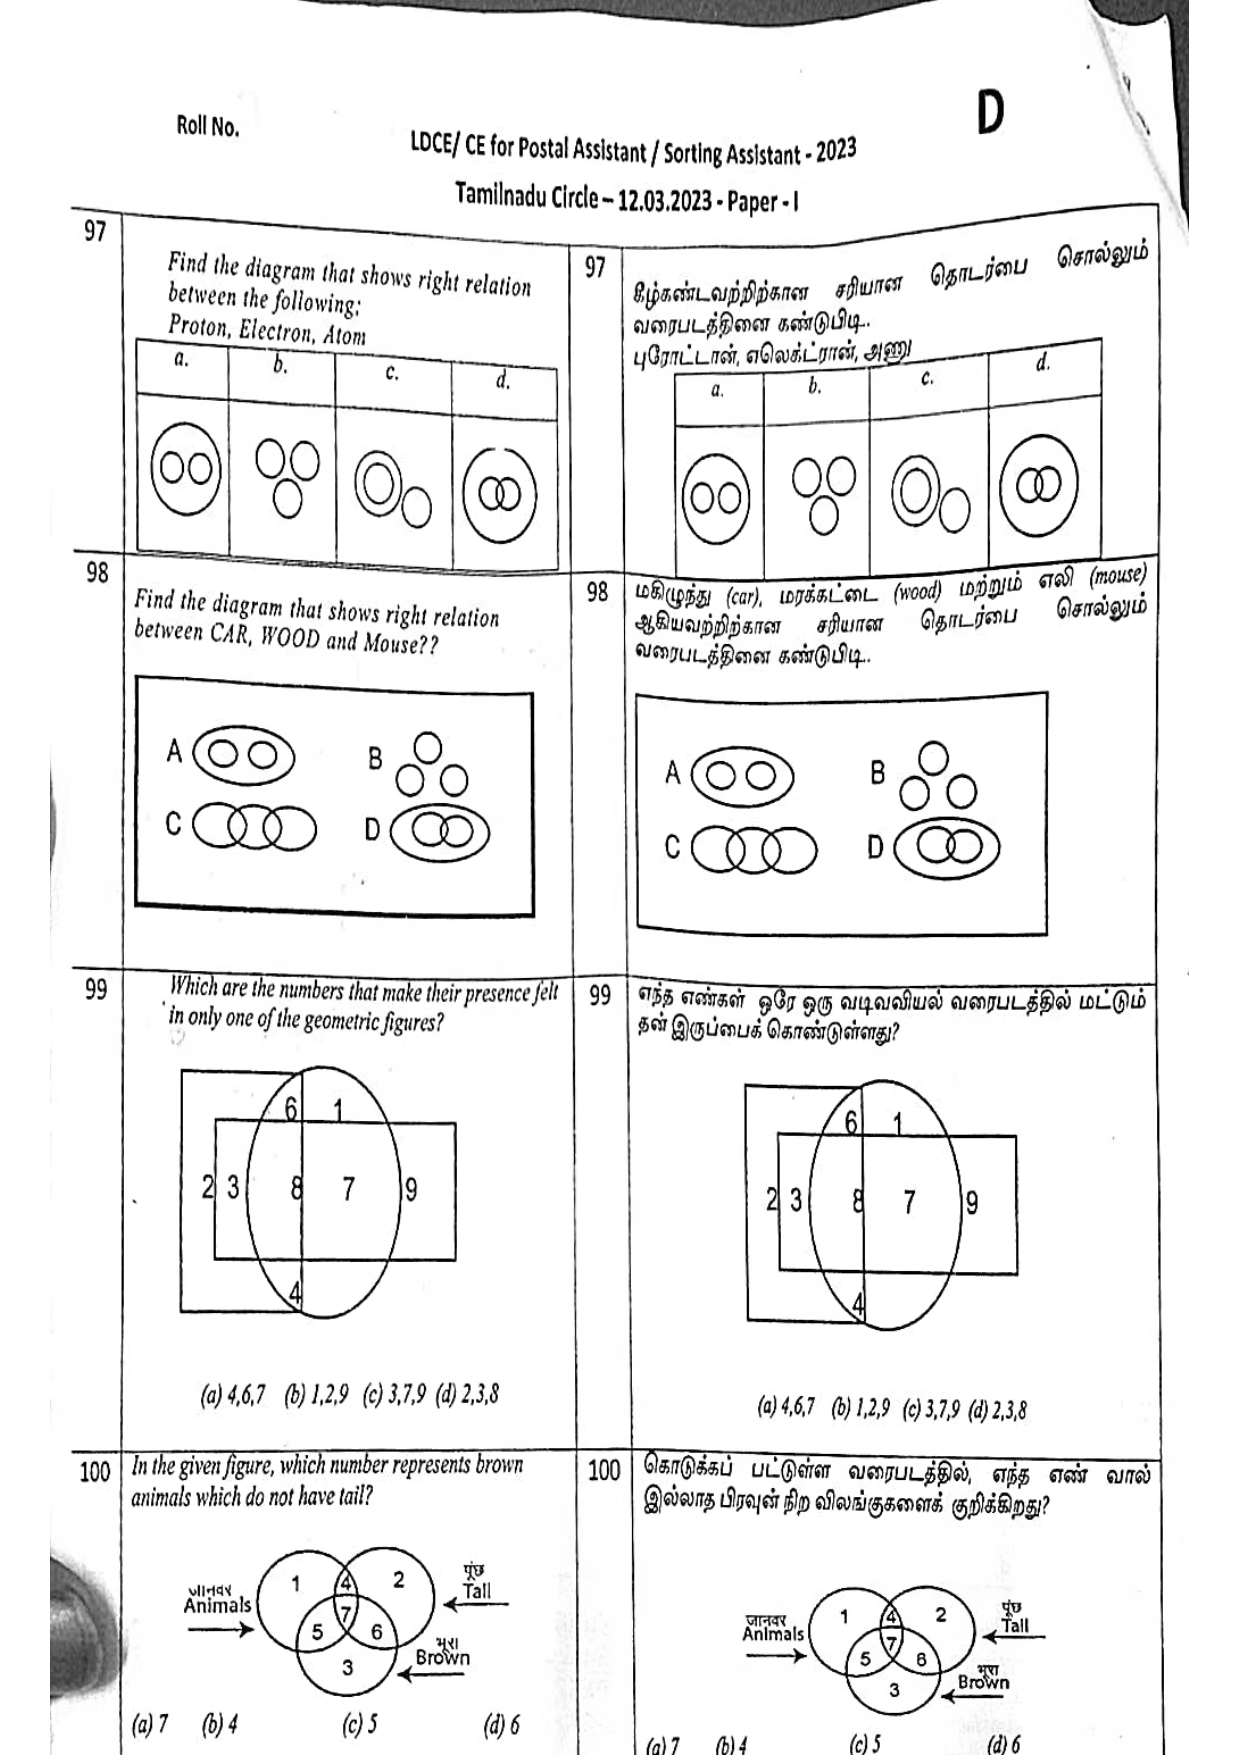 D
Roll No.
LDCE/ CE for Postal Assistant / Sorting Assistant - 2023
Tamilnadu Circle – 12.03.2023 - Paper - I
97
Find the diagram that shows right relation
between the following:
Proton, Electron, Atom
a. b. c. d.
97
கீழ்கண்டவற்றிற்கான சரியான தொடர்பை சொல்லும்
வரைபடத்தினை கண்டுபிடி.
புரோட்டான், எலெக்ட்ரான், அணு
a. b. c. d.
98
Find the diagram that shows right relation
between CAR, WOOD and Mouse??
A B
C D
98
மகிழுந்து (car), மரக்கட்டை (wood) மற்றும் எலி (mouse)
ஆகியவற்றிற்கான சரியான தொடர்பை சொல்லும்
வரைபடத்தினை கண்டுபிடி.
A B
C D
99
Which are the numbers that make their presence felt
in only one of the geometric figures?
6 1
2 3 8 7 9
4
(a) 4,6,7 (b) 1,2,9 (c) 3,7,9 (d) 2,3,8
99
எந்த எண்கள் ஒரே ஒரு வடிவவியல் வரைபடத்தில் மட்டும்
தன் இருப்பைக் கொண்டுள்ளது?
6 1
2 3 8 7 9
4
(a) 4,6,7 (b) 1,2,9 (c) 3,7,9 (d) 2,3,8
100
In the given figure, which number represents brown
animals which do not have tail?
जानवर
Animals
1 4 2
7
5 6
3
पूंछ
Tall
भूरा
Brown
(a) 7 (b) 4 (c) 5 (d) 6
100
கொடுக்கப் பட்டுள்ள வரைபடத்தில், எந்த எண் வால்
இல்லாத பிரவுன் நிற விலங்குகளைக் குறிக்கிறது?
जानवर
Animals
1 4 2
7
5 6
3
पूंछ
Tall
भूरा
Brown
(a) 7 (b) 4 (c) 5 (d) 6